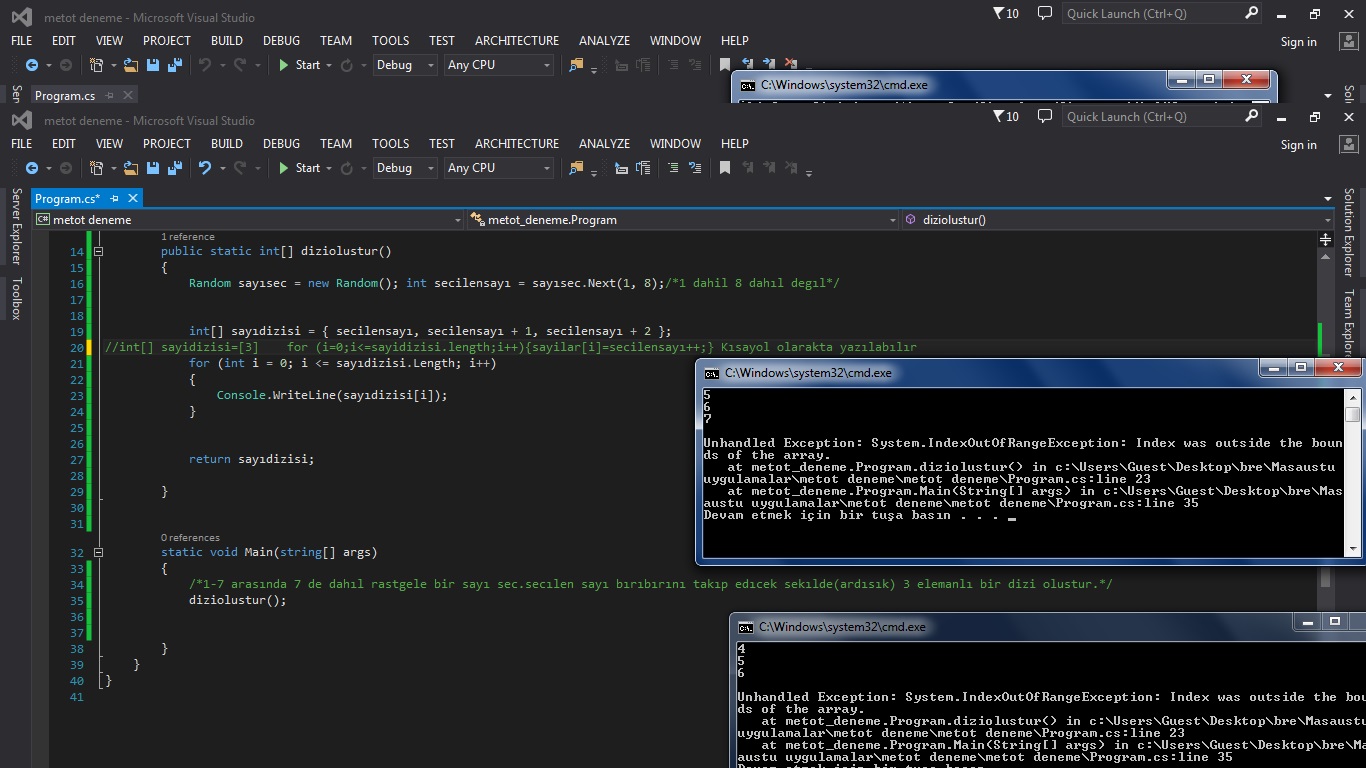 metot deneme - Microsoft Visual Studio
10
Quick Launch (Ctrl+Q)
FILE EDIT VIEW PROJECT BUILD DEBUG TEAM TOOLS TEST ARCHITECTURE ANALYZE WINDOW HELP
Sign in
Start Debug Any CPU
Program.cs
C:\Windows\system32\cmd.exe
metot deneme - Microsoft Visual Studio
10
Quick Launch (Ctrl+Q)
FILE EDIT VIEW PROJECT BUILD DEBUG TEAM TOOLS TEST ARCHITECTURE ANALYZE WINDOW HELP
Sign in
Start Debug Any CPU
Program.cs*
Server Explorer
Toolbox
Solution Explorer
Team Explorer
C# metot deneme
metot_deneme.Program
diziolustur()
1 reference
14 public static int[] diziolustur()
15 {
16 Random sayısec = new Random(); int secilensayı = sayısec.Next(1, 8);/*1 dahil 8 dahıl degıl*/
17
18
19 int[] sayıdizisi = { secilensayı, secilensayı + 1, secilensayı + 2 };
20 //int[] sayidizisi=[3] for (i=0;i<=sayidizisi.length;i++){sayilar[i]=secilensayı++;} Kısayol olarakta yazılabılır
21 for (int i = 0; i <= sayıdizisi.Length; i++)
22 {
23 Console.WriteLine(sayıdizisi[i]);
24 }
25
26
27 return sayıdizisi;
28
29 }
30
31
0 references
32 static void Main(string[] args)
33 {
34 /*1-7 arasında 7 de dahıl rastgele bir sayı sec.secılen sayı bırıbırını takıp edıcek sekılde(ardısık) 3 elemanlı bir dizi olustur.*/
35 diziolustur();
36
37
38 }
39 }
40 }
41
C:\Windows\system32\cmd.exe
5
6
7
Unhandled Exception: System.IndexOutOfRangeException: Index was outside the boun
ds of the array.
at metot_deneme.Program.diziolustur() in c:\Users\Guest\Desktop\bre\Masaustu
uygulamalar\metot deneme\metot deneme\Program.cs:line 23
at metot_deneme.Program.Main(String[] args) in c:\Users\Guest\Desktop\bre\Mas
austu uygulamalar\metot deneme\metot deneme\Program.cs:line 35
Devam etmek için bir tuşa basın . . .
C:\Windows\system32\cmd.exe
4
5
6
Unhandled Exception: System.IndexOutOfRangeException: Index was outside the bou
ds of the array.
at metot_deneme.Program.diziolustur() in c:\Users\Guest\Desktop\bre\Masaustu
uygulamalar\metot deneme\metot deneme\Program.cs:line 23
at metot_deneme.Program.Main(String[] args) in c:\Users\Guest\Desktop\bre\Ma
austu uygulamalar\metot deneme\metot deneme\Program.cs:line 35